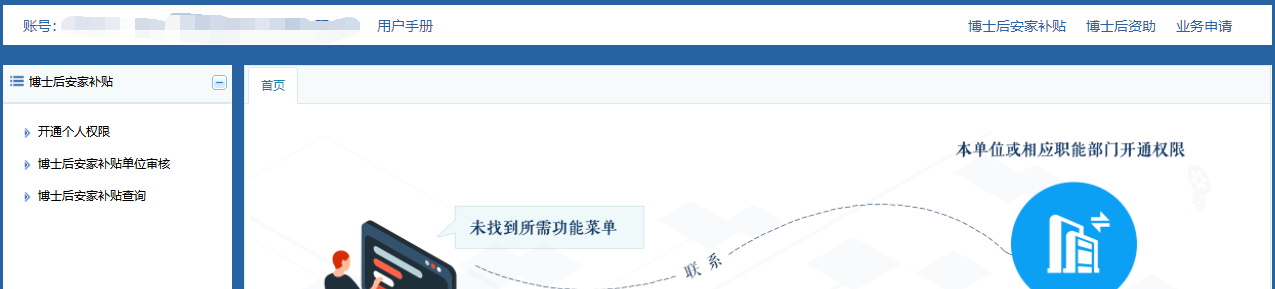 账号：
用户手册
博士后安家补贴 博士后资助 业务申请
博士后安家补贴
首页
开通个人权限
博士后安家补贴单位审核
博士后安家补贴查询
本单位或相应职能部门开通权限
未找到所需功能菜单
联系